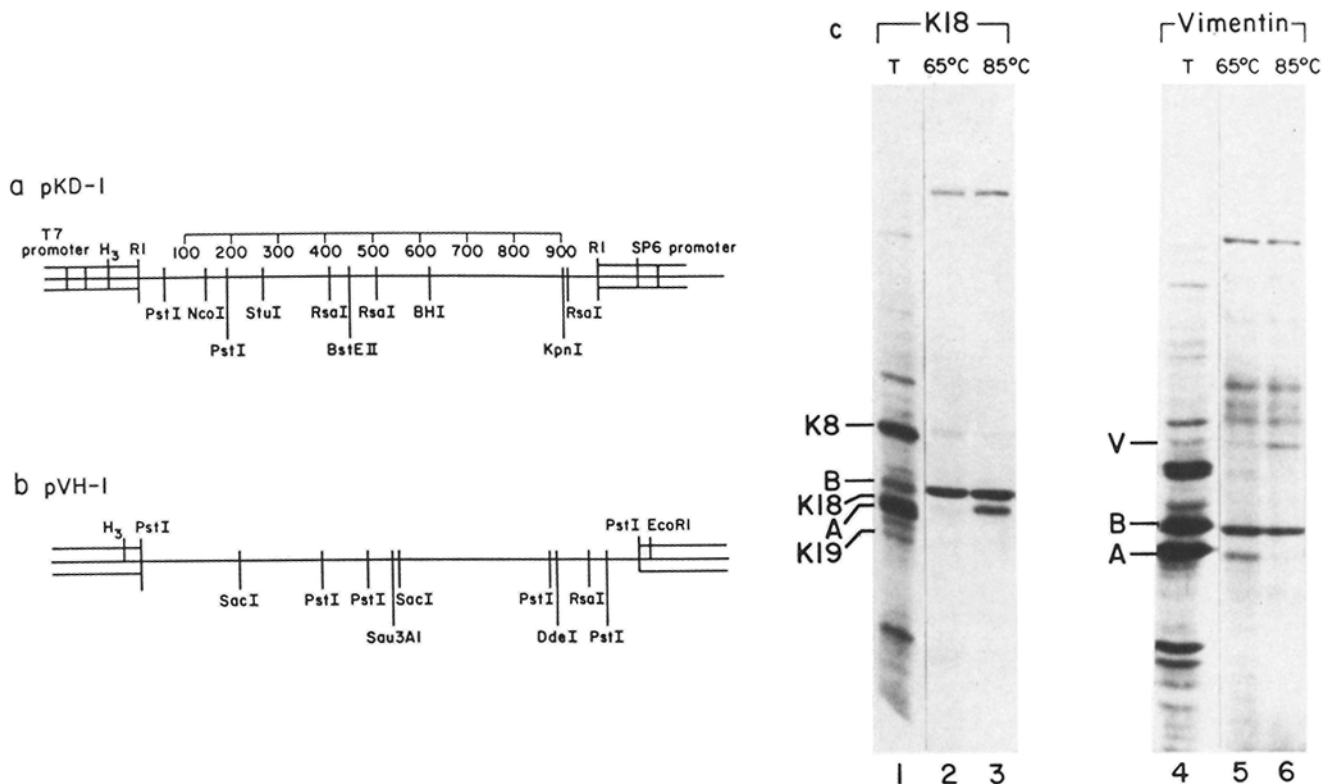 a pKD-1
T7 promoter H3 RI 100 200 300 400 500 600 700 800 900 RI SP6 promoter
PstI NcoI StuI RsaI RsaI BHI RsaI
PstI BstEII KpnI
b pVH-1
H3 PstI PstI EcoRI
SacI PstI PstI SacI PstI RsaI
Sau3AI DdeI PstI
c K18
T 65°C 85°C
K8
B
K18
A
K19
1 2 3
Vimentin
T 65°C 85°C
V
B
A
4 5 6